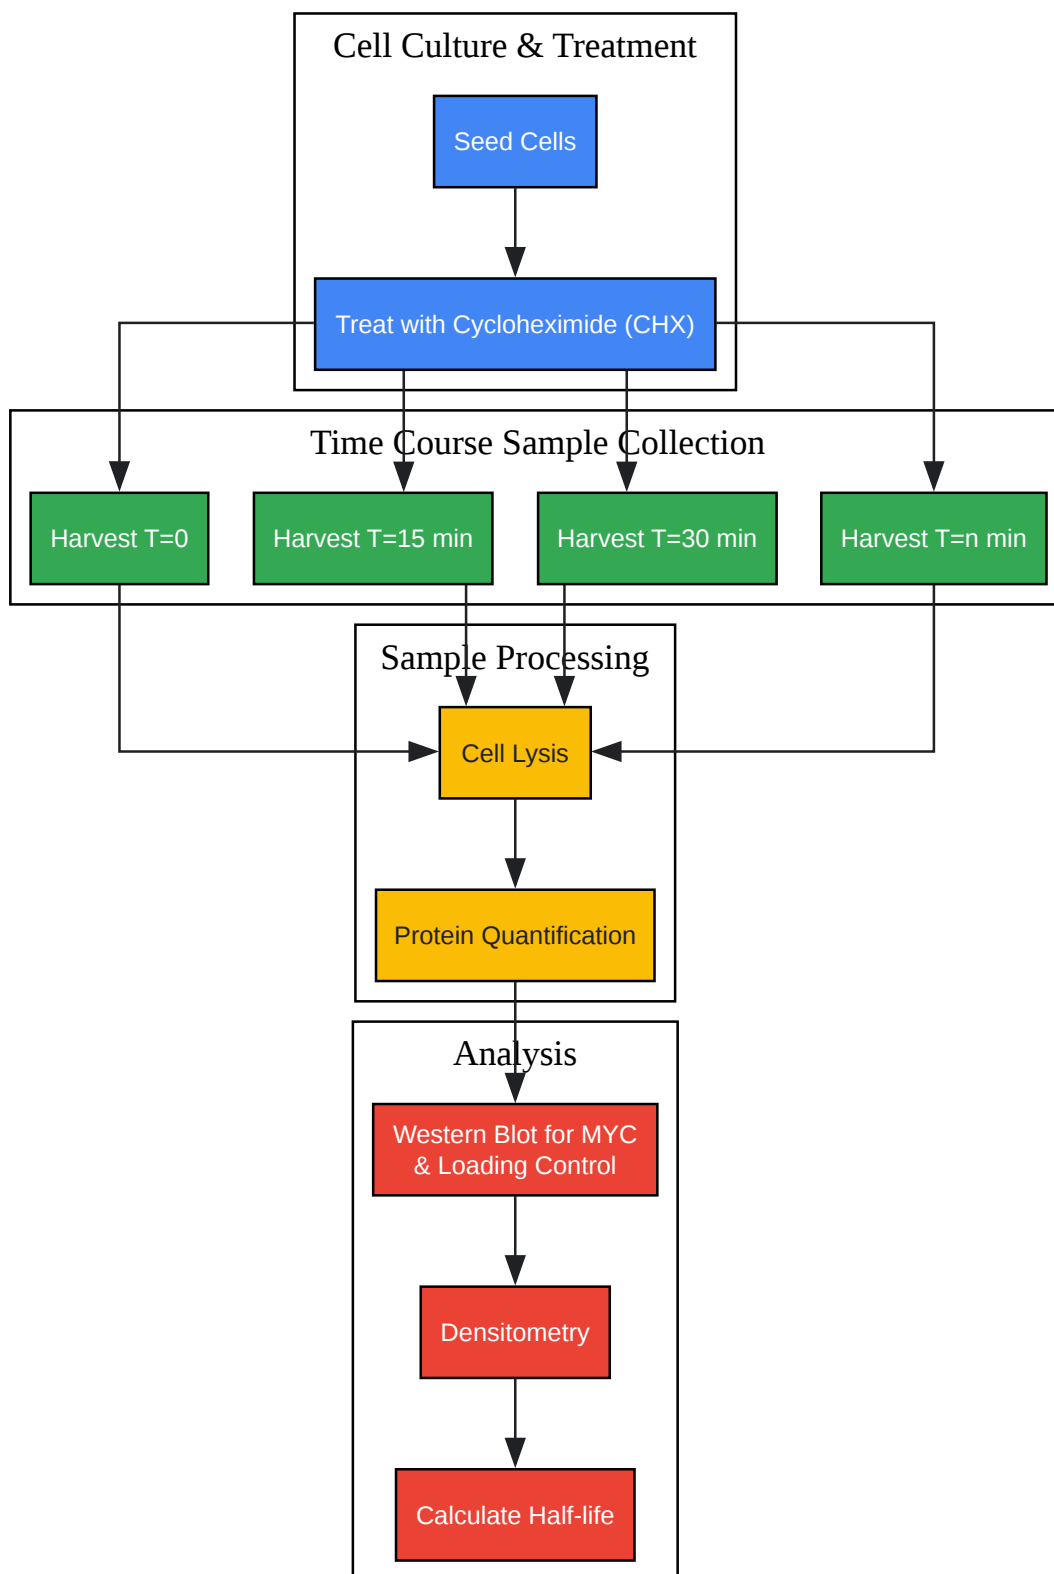 Cell Culture & Treatment
Seed Cells
Treat with Cycloheximide (CHX)
Time Course Sample Collection
Harvest T=0
Harvest T=15 min
Harvest T=30 min
Harvest T=n min
Sample Processing
Cell Lysis
Protein Quantification
Analysis
Western Blot for MYC
& Loading Control
Densitometry
Calculate Half-life